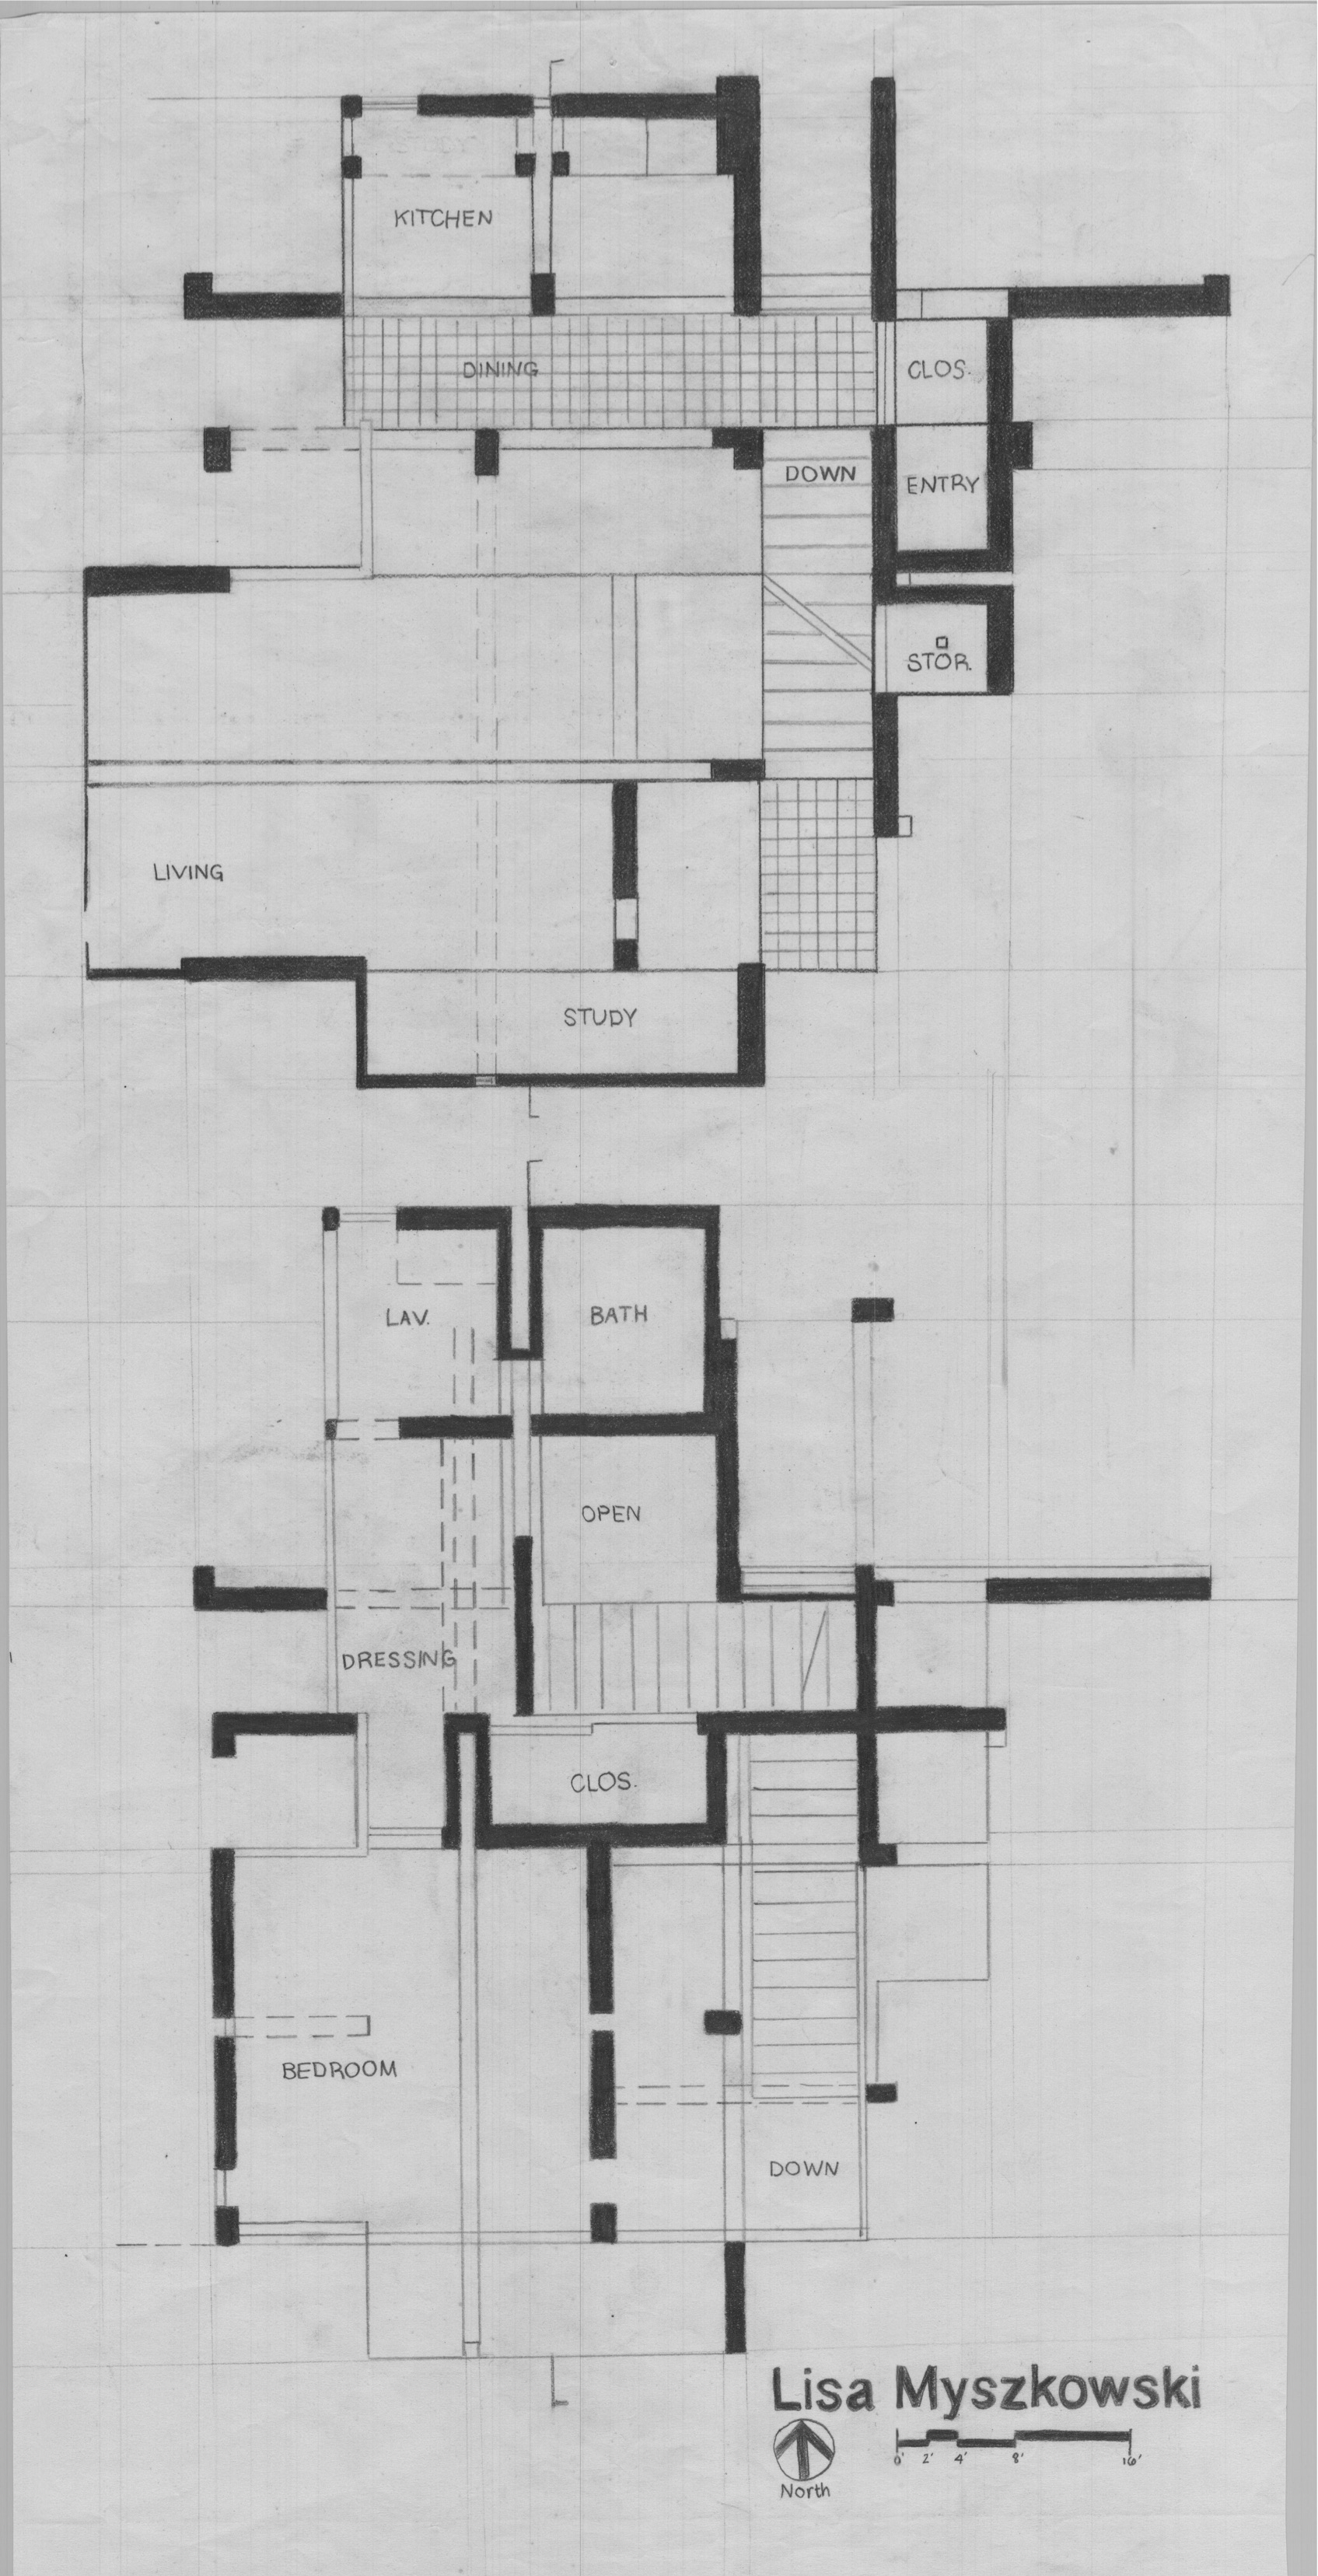 KITCHEN
DINING
CLOS.
DOWN
ENTRY
STOR.
LIVING
STUDY
LAV.
BATH
OPEN
DRESSING
CLOS.
BEDROOM
DOWN
Lisa Myszkowski
North
0' 2' 4' 8' 16'